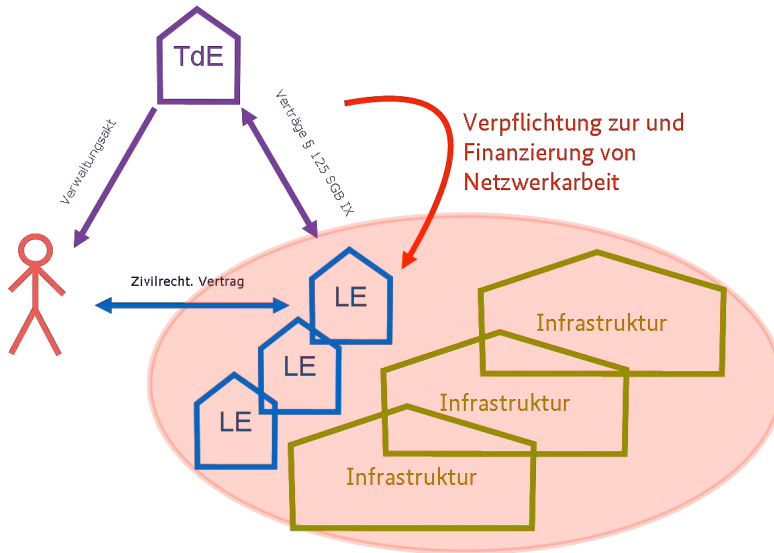 TdE
Verwaltungsakt
Verträge § 125 SGB IX
Verpflichtung zur und
Finanzierung von
Netzwerkarbeit
Zivilrecht. Vertrag
LE
LE
LE
Infrastruktur
Infrastruktur
Infrastruktur